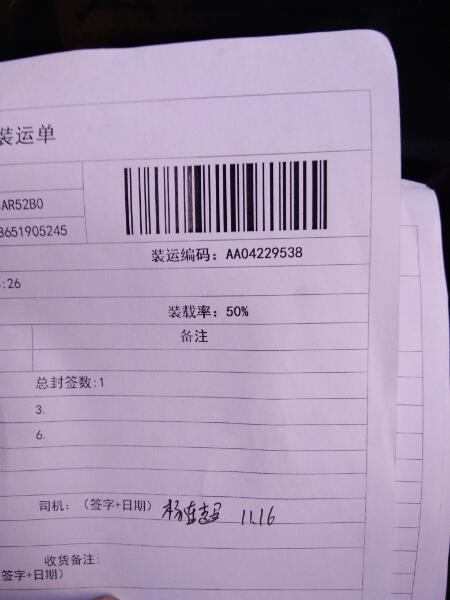 装运单
AR52B0
8651905245
装运编码：AA04229538
:26
装载率：50%
备注
总封签数:1
3.
6.
司机：（签字+日期） 11.16
收货备注：
签字+日期）